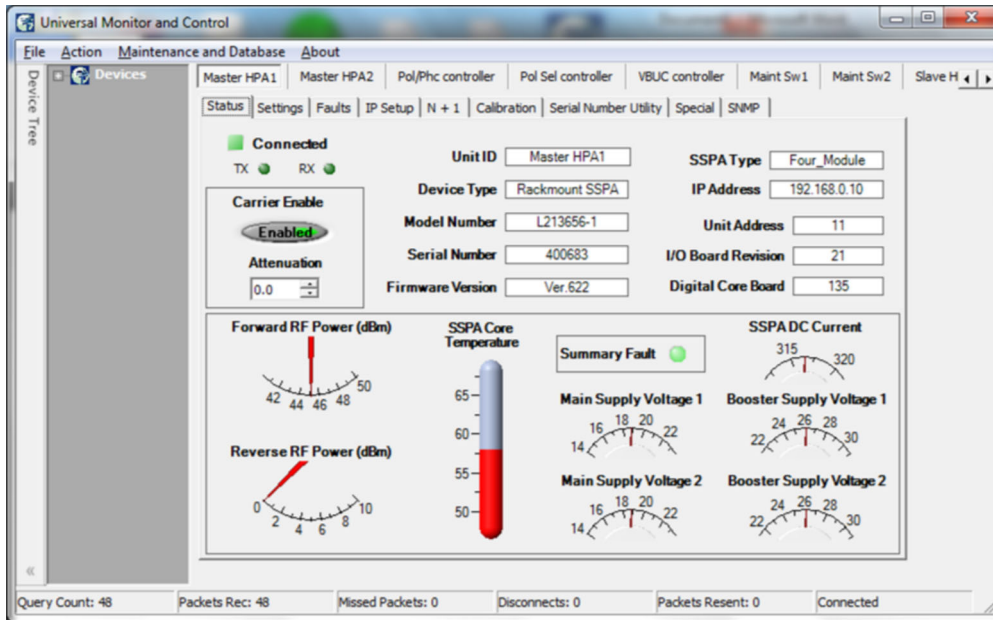 Universal Monitor and Control
File Action Maintenance and Database About
Device Tree
Devices
Master HPA1 Master HPA2 Pol/Phc controller Pol Sel controller VBUC controller Maint Sw1 Maint Sw2 Slave H
Status Settings Faults IP Setup N + 1 Calibration Serial Number Utility Special SNMP
Connected
TX RX
Carrier Enable
Enabled
Attenuation
0.0
Unit ID Master HPA1
Device Type Rackmount SSPA
Model Number L213656-1
Serial Number 400683
Firmware Version Ver.622
SSPA Type Four_Module
IP Address 192.168.0.10
Unit Address 11
I/O Board Revision 21
Digital Core Board 135
Forward RF Power (dBm)
42 44 46 48 50
Reverse RF Power (dBm)
0 2 4 6 8 10
SSPA Core
Temperature
65
60
55
50
Summary Fault
SSPA DC Current
315 320
Main Supply Voltage 1
14 16 18 20 22
Booster Supply Voltage 1
22 24 26 28 30
Main Supply Voltage 2
14 16 18 20 22
Booster Supply Voltage 2
22 24 26 28 30
Query Count: 48 Packets Rec: 48 Missed Packets: 0 Disconnects: 0 Packets Resent: 0 Connected